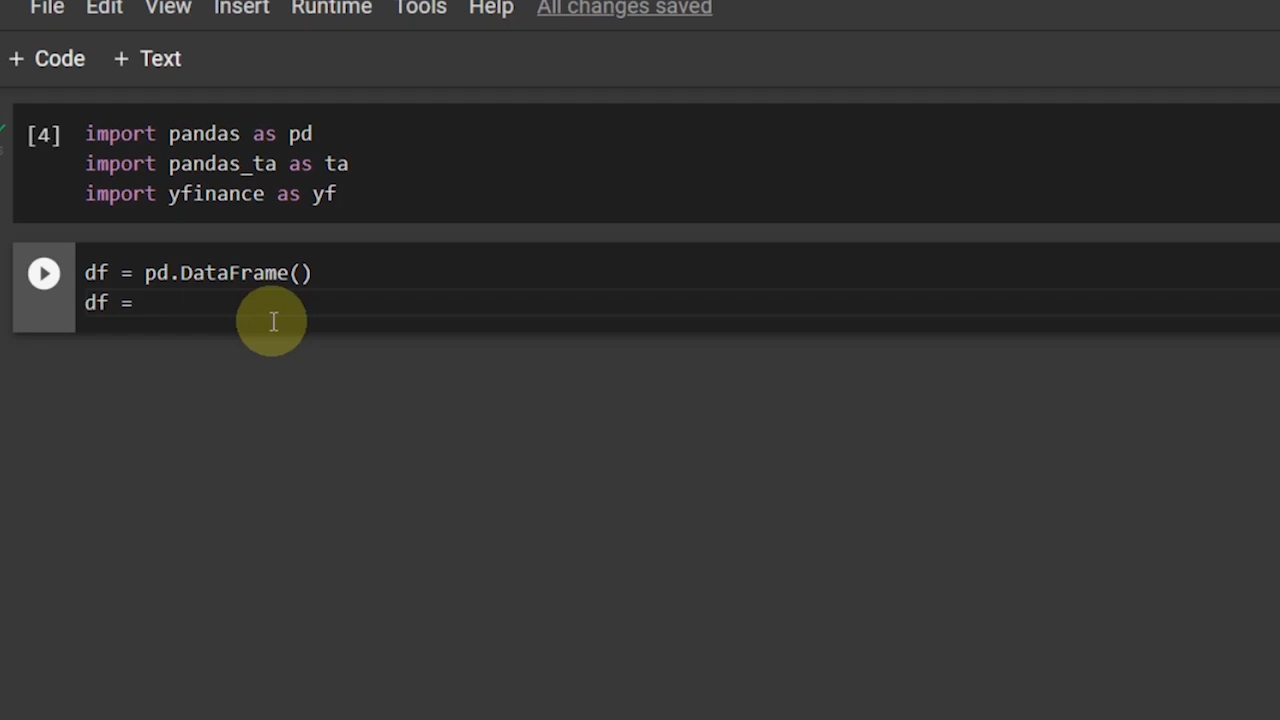 File Edit View Insert Runtime Tools Help All changes saved
+ Code + Text
[4] import pandas as pd
import pandas_ta as ta
import yfinance as yf
df = pd.DataFrame()
df =